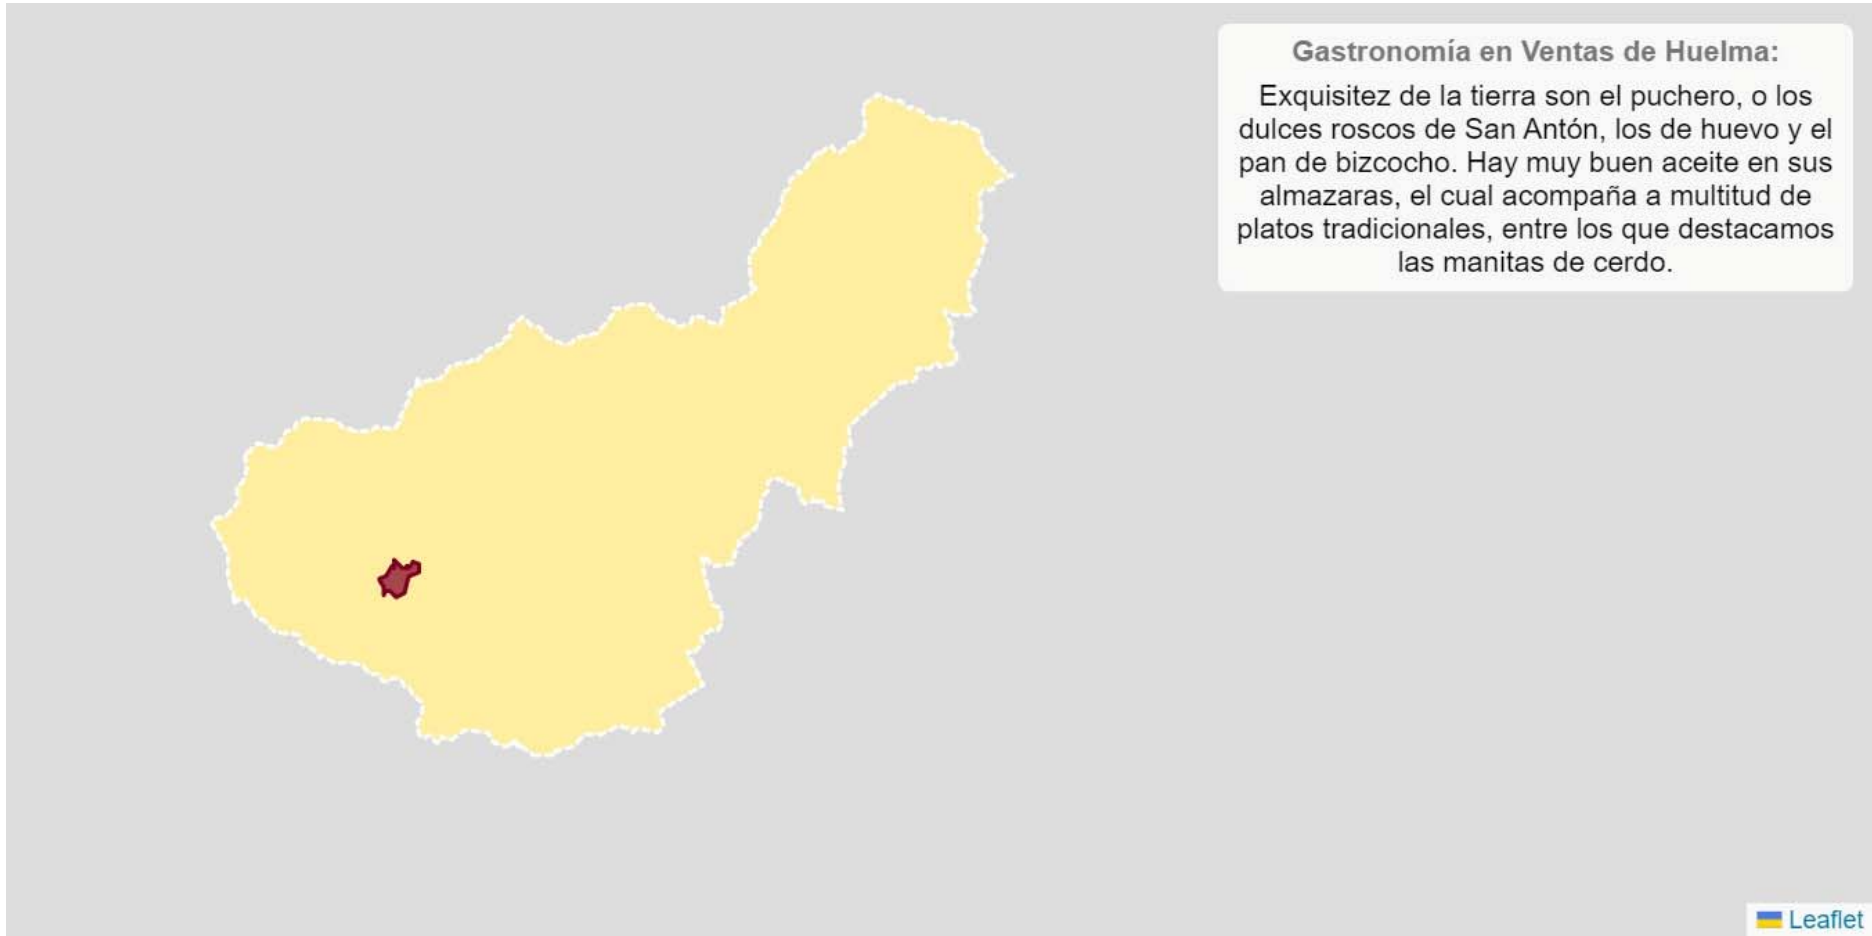 Gastronomía en Ventas de Huelma:
Exquisitez de la tierra son el puchero, o los
dulces roscos de San Antón, los de huevo y el
pan de bizcocho. Hay muy buen aceite en sus
almazaras, el cual acompaña a multitud de
platos tradicionales, entre los que destacamos
las manitas de cerdo.
Leaflet